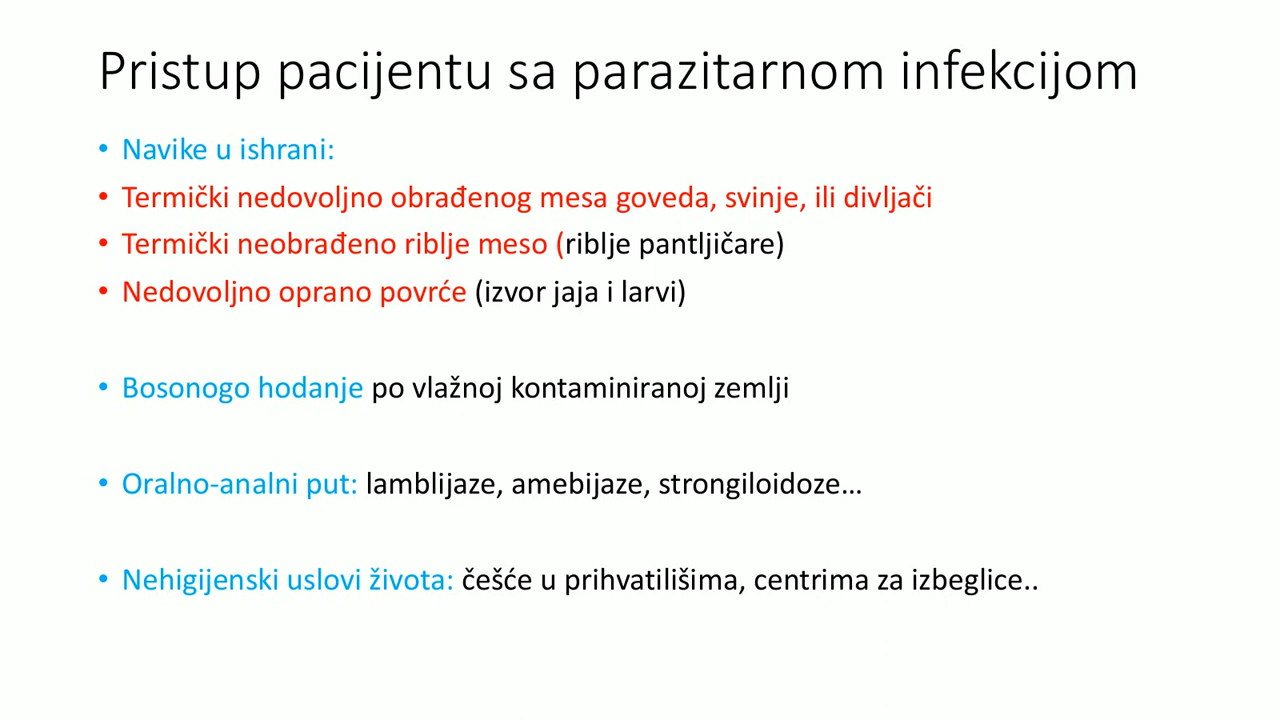 Pristup pacijentu sa parazitarnom infekcijom
• Navike u ishrani:
• Termički nedovoljno obrađenog mesa goveda, svinje, ili divljači
• Termički neobrađeno riblje meso (riblje pantljičare)
• Nedovoljno oprano povrće (izvor jaja i larvi)
• Bosonogo hodanje po vlažnoj kontaminiranoj zemlji
• Oralno-analni put: lamblijaze, amebijaze, strongiloidoze...
• Nehigijenski uslovi života: češće u prihvatilišima, centrima za izbeglice..